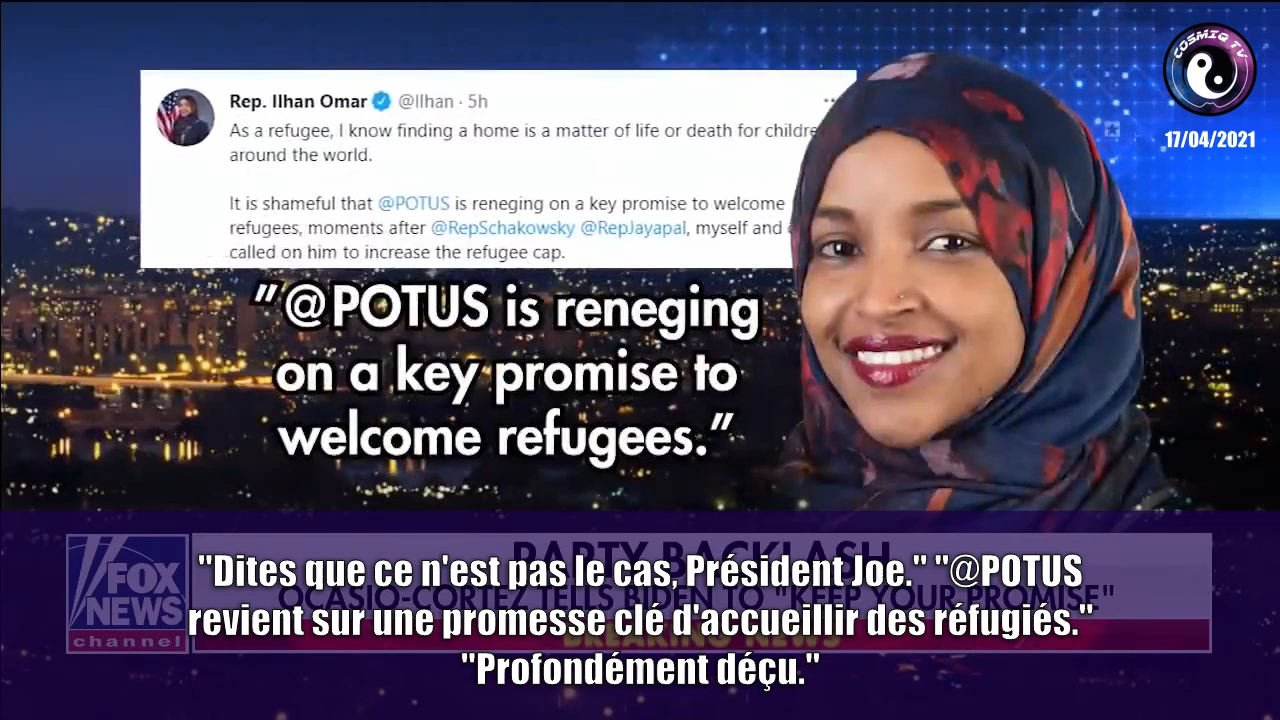 COSMIQ TV
17/04/2021
Rep. Ilhan Omar @Ilhan · 5h
As a refugee, I know finding a home is a matter of life or death for childre
around the world.
It is shameful that @POTUS is reneging on a key promise to welcome
refugees, moments after @RepSchakowsky @RepJayapal, myself and
called on him to increase the refugee cap.
"@POTUS is reneging
on a key promise to
welcome refugees."
PARTY BACKLASH
OCASIO-CORTEZ TELLS BIDEN TO "KEEP YOUR PROMISE"
BREAKING NEWS
FOX
NEWS
channel
"Dites que ce n'est pas le cas, Président Joe." "@POTUS
revient sur une promesse clé d'accueillir des réfugiés."
"Profondément déçu."